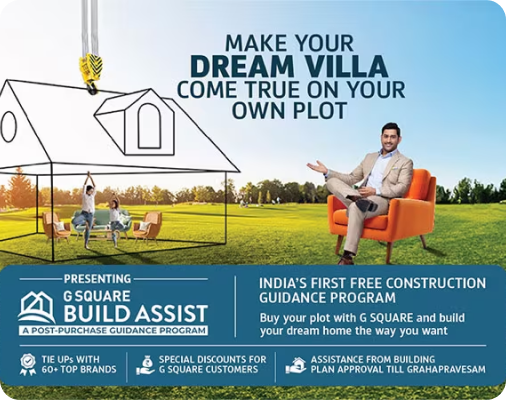 MAKE YOUR
DREAM VILLA
COME TRUE ON YOUR
OWN PLOT
PRESENTING
G SQUARE
BUILD ASSIST
A POST-PURCHASE GUIDANCE PROGRAM
INDIA'S FIRST FREE CONSTRUCTION
GUIDANCE PROGRAM
Buy your plot with G SQUARE and build
your dream home the way you want
TIE UPs WITH
60+ TOP BRANDS
SPECIAL DISCOUNTS FOR
G SQUARE CUSTOMERS
ASSISTANCE FROM BUILDING
PLAN APPROVAL TILL GRAHAPRAVESAM